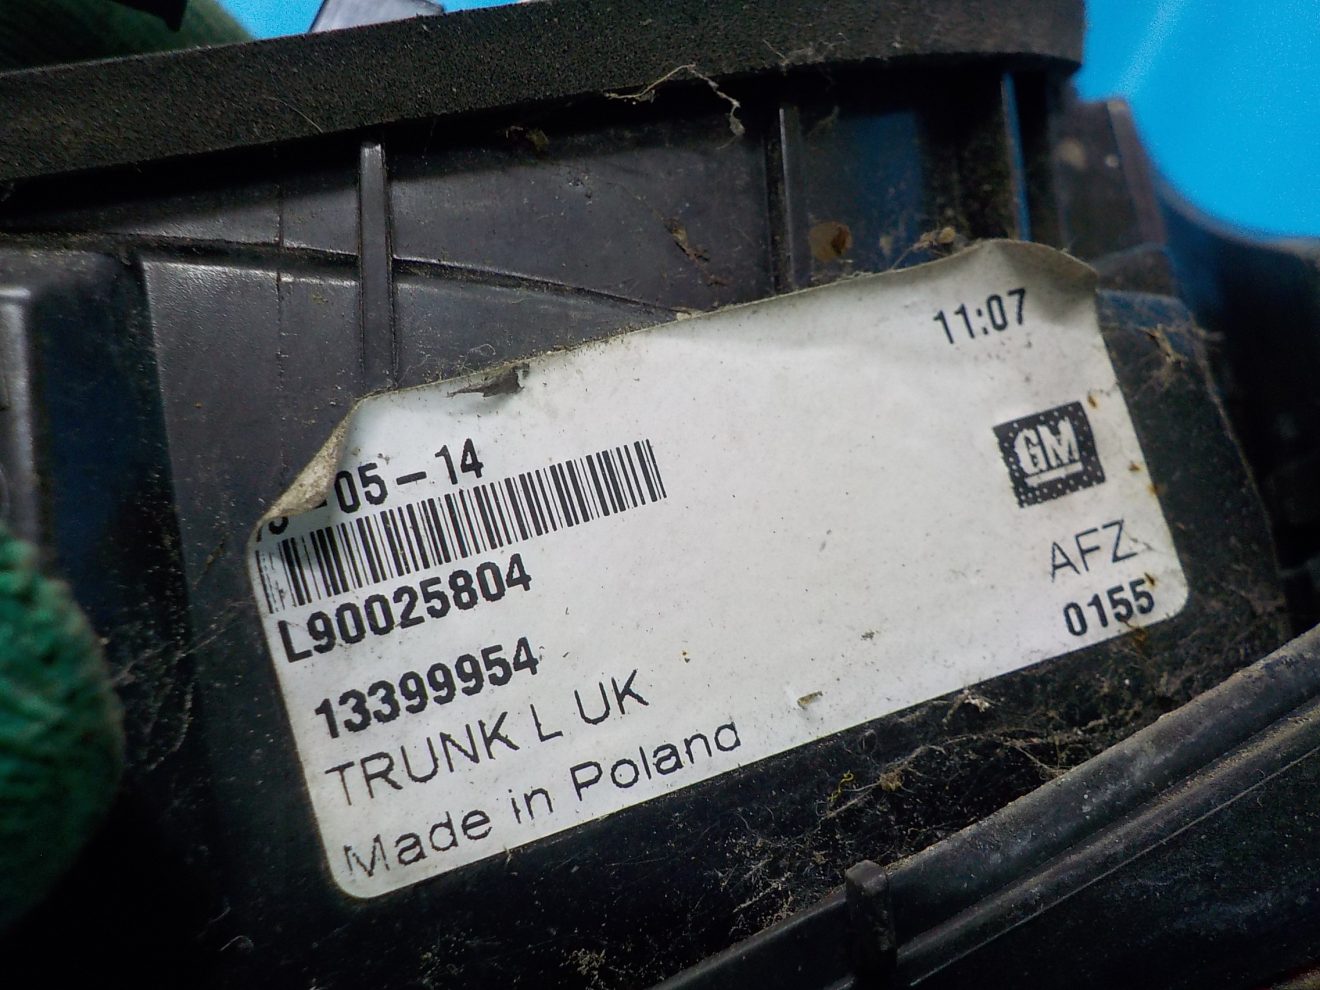 11:07
-05-14
GM
L90025804
AFZ
13399954
0155
TRUNK L UK
Made in Poland